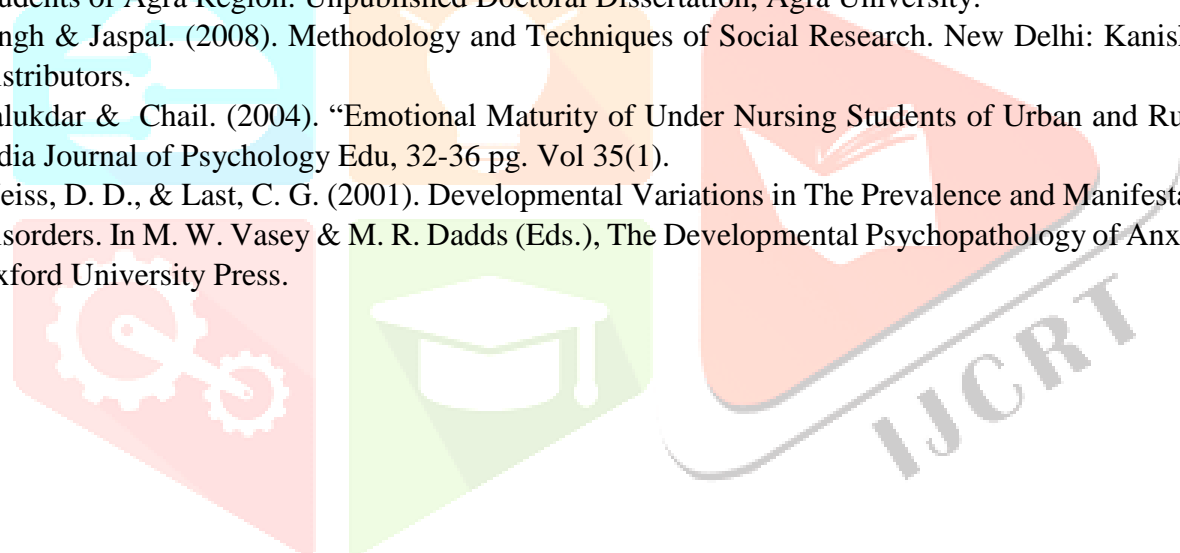 students of Agra Region. Unpublished Doctoral Dissertation, Agra University.
ngh & Jaspal. (2008). Methodology and Techniques of Social Research. New Delhi: Kanish
stributors.
alukdar & Chail. (2004). “Emotional Maturity of Under Nursing Students of Urban and Ru
dia Journal of Psychology Edu, 32-36 pg. Vol 35(1).
eiss, D. D., & Last, C. G. (2001). Developmental Variations in The Prevalence and Manifesta
sorders. In M. W. Vasey & M. R. Dadds (Eds.), The Developmental Psychopathology of Anx
xford University Press.
IJCRT